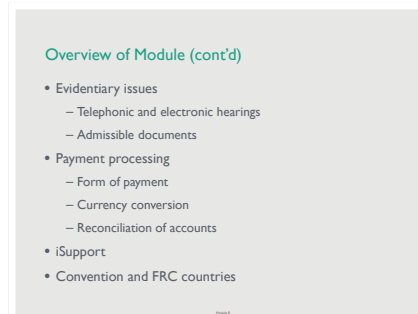 Overview of Module (cont'd)
• Evidentiary issues
– Telephonic and electronic hearings
– Admissible documents
• Payment processing
– Form of payment
– Currency conversion
– Reconciliation of accounts
• iSupport
• Convention and FRC countries